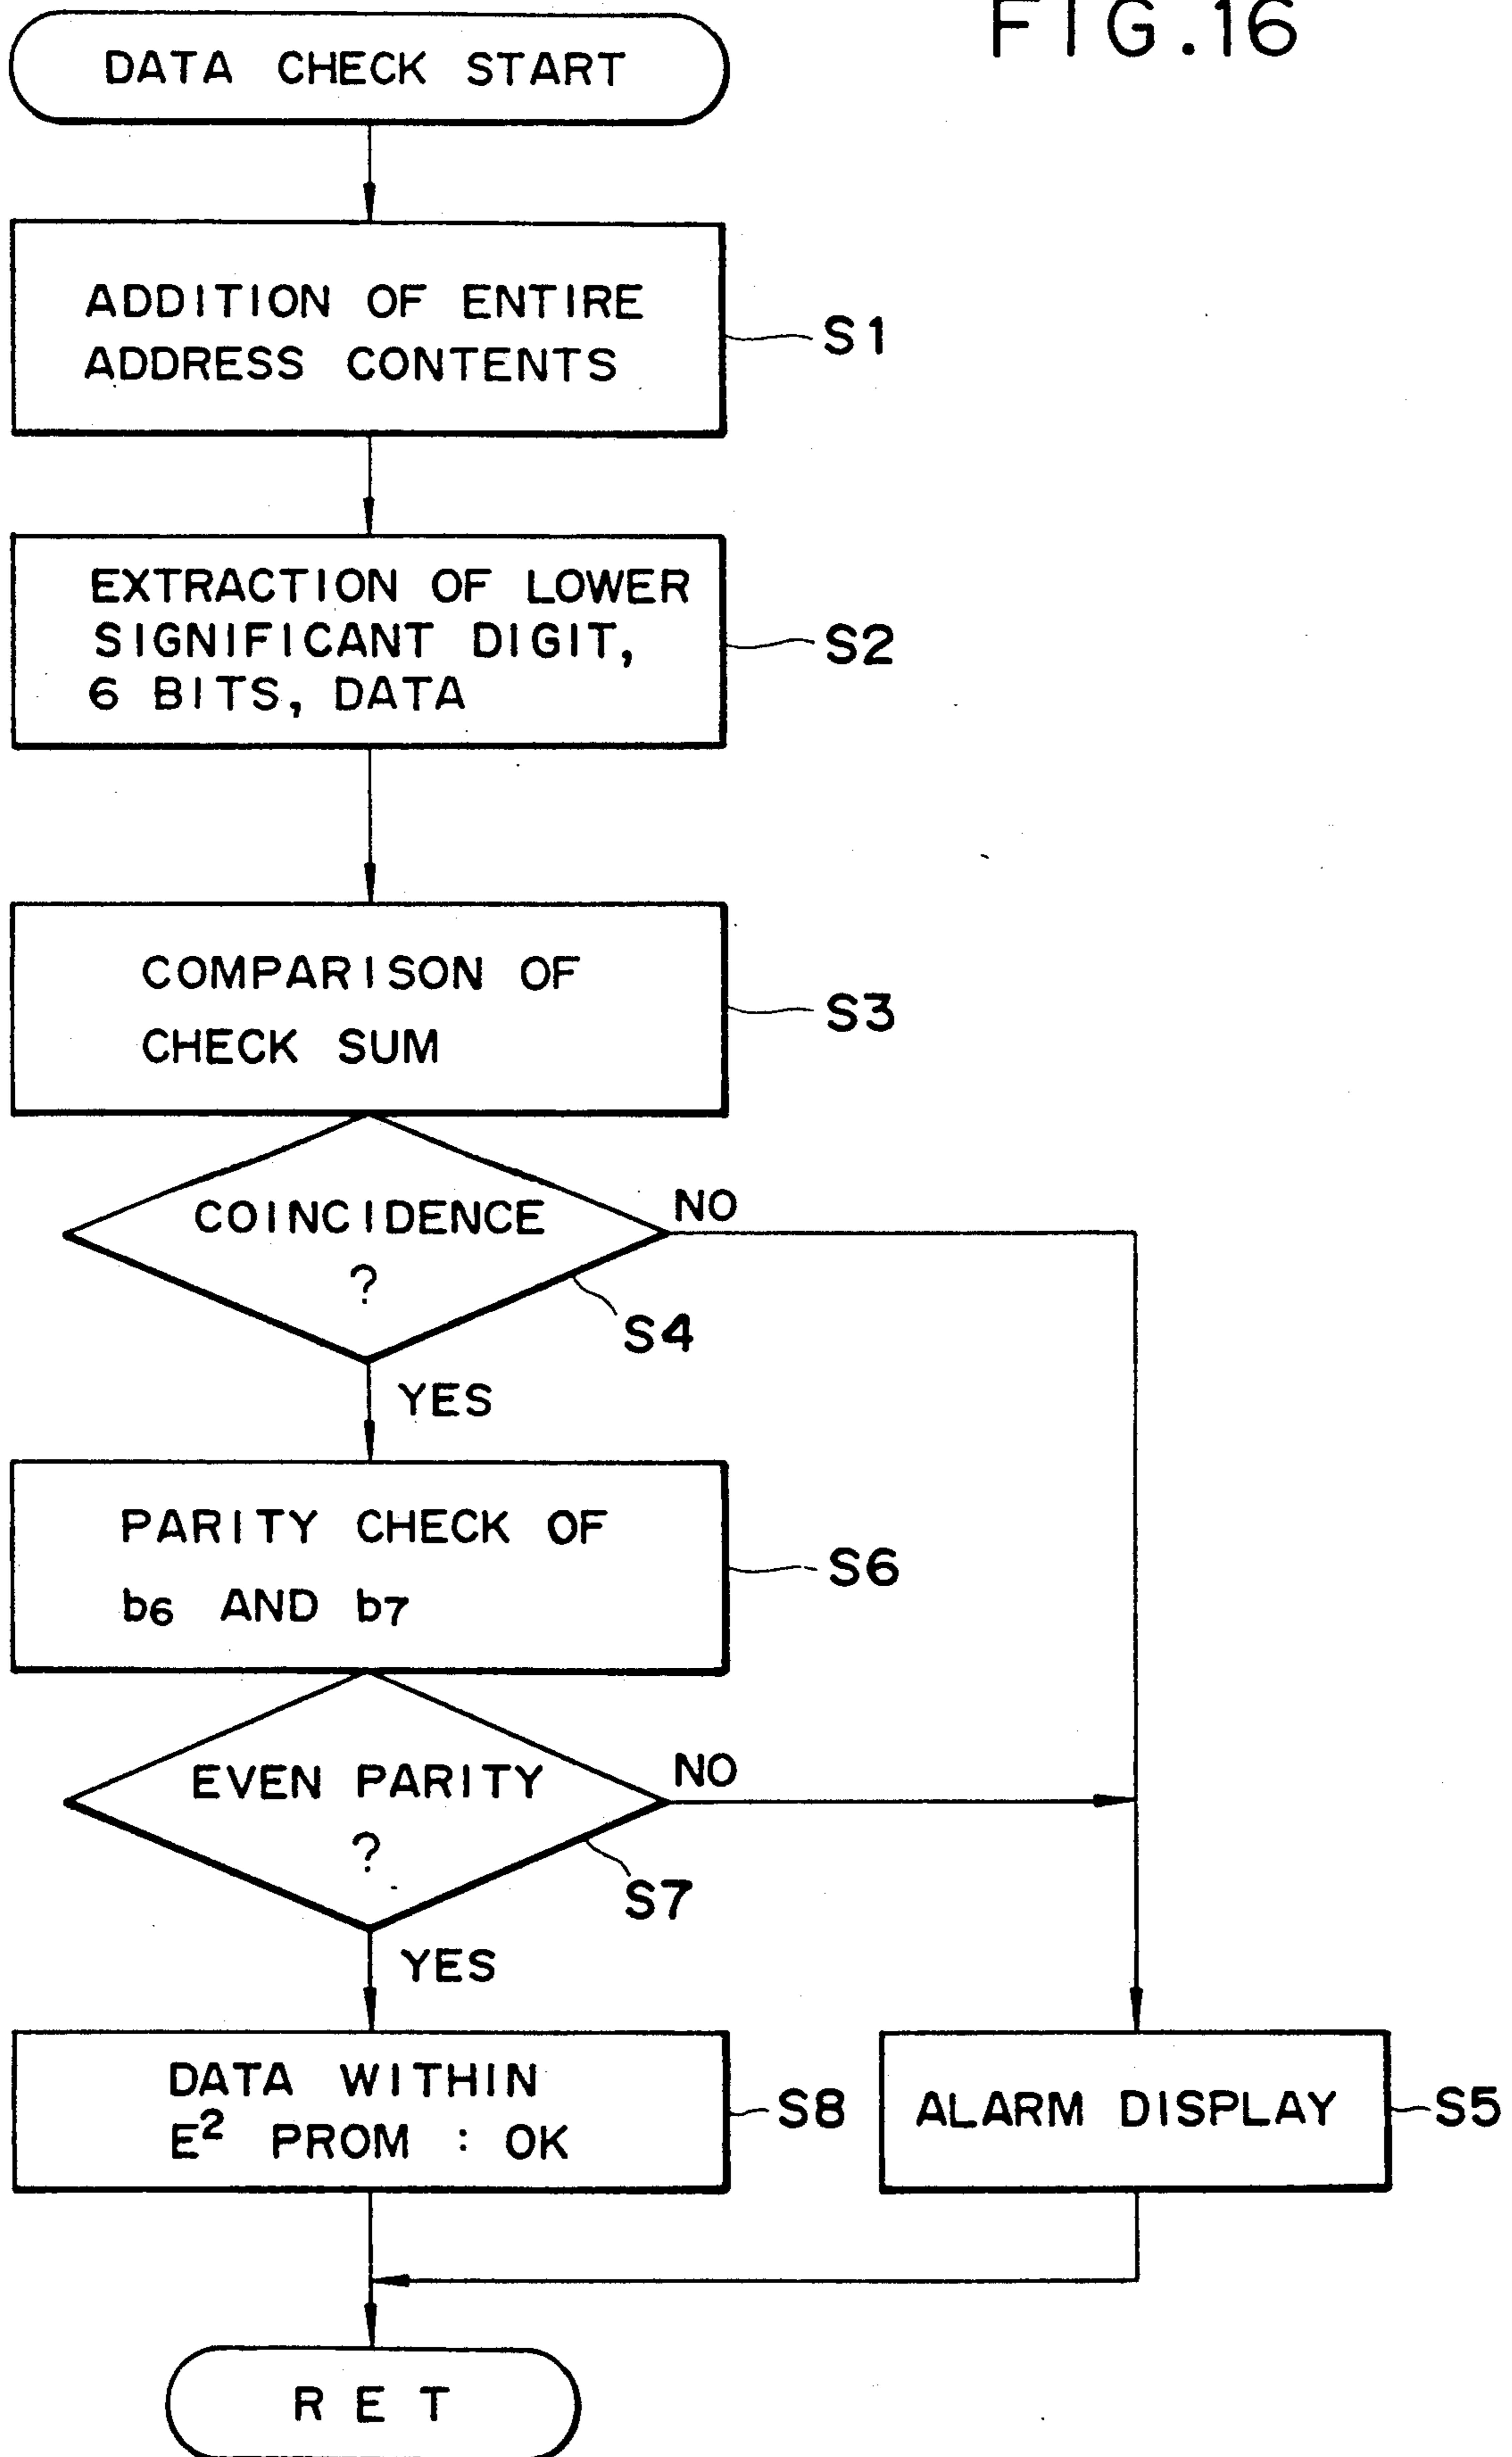 FIG.16
DATA CHECK START
ADDITION OF ENTIRE
ADDRESS CONTENTS
S1
EXTRACTION OF LOWER
SIGNIFICANT DIGIT,
6 BITS, DATA
S2
COMPARISON OF
CHECK SUM
S3
COINCIDENCE
?
NO
S4
YES
PARITY CHECK OF
b6 AND b7
S6
EVEN PARITY
?
NO
S7
YES
DATA WITHIN
E² PROM : OK
S8
ALARM DISPLAY
S5
RET